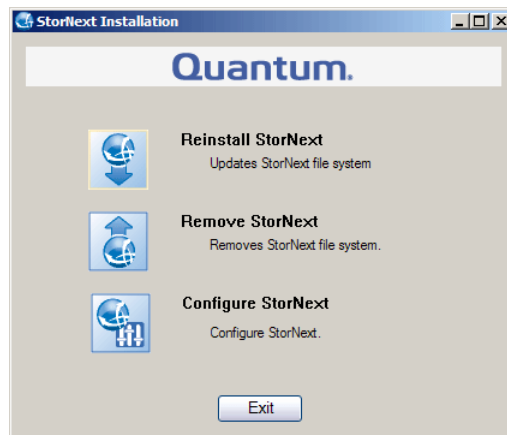 StorNext Installation
Quantum.
Reinstall StorNext
Updates StorNext file system
Remove StorNext
Removes StorNext file system.
Configure StorNext
Configure StorNext.
Exit